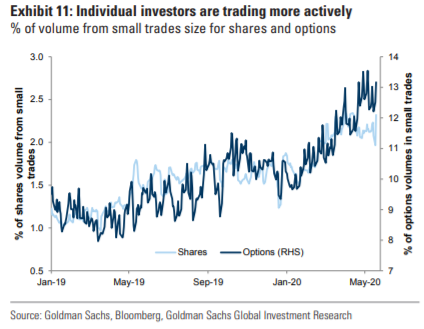 Exhibit 11: Individual investors are trading more actively
% of volume from small trades size for shares and options
3.0
2.5
2.0
1.5
1.0
0.5
% of shares volume from small
trades
14
13
12
11
10
9
8
7
% of options volumes in small trades
Jan-19
May-19
Sep-19
Jan-20
May-20
Shares
Options (RHS)
Source: Goldman Sachs, Bloomberg, Goldman Sachs Global Investment Research